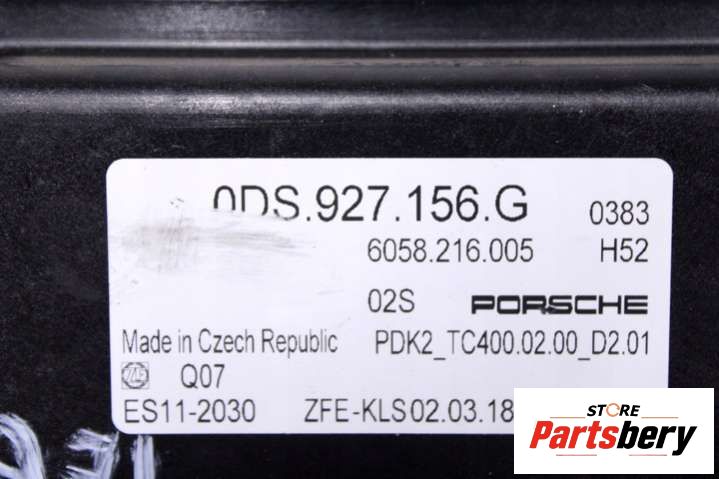 0DS.927.156.G 0383
6058.216.005 H52
02S PORSCHE
Made in Czech Republic PDK2_TC400.02.00_D2.01
ZF Q07
ES11-2030 ZFE-KLS 02.03.18
STORE
Partsbery